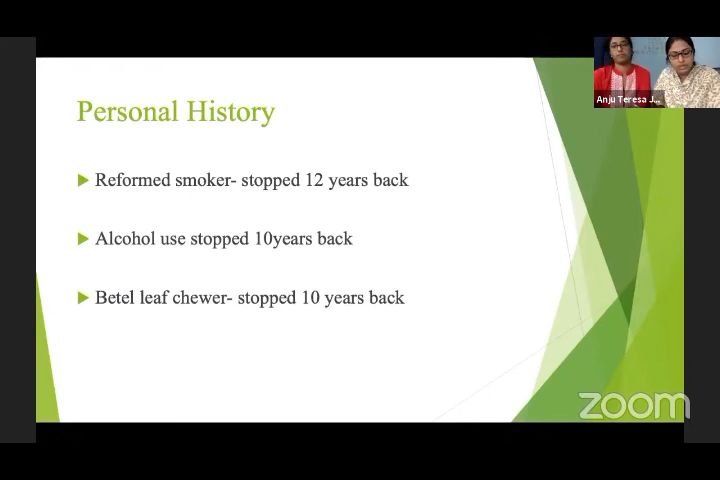 Anju Teresa J...
Personal History
Reformed smoker- stopped 12 years back
Alcohol use stopped 10years back
Betel leaf chewer- stopped 10 years back
zoom